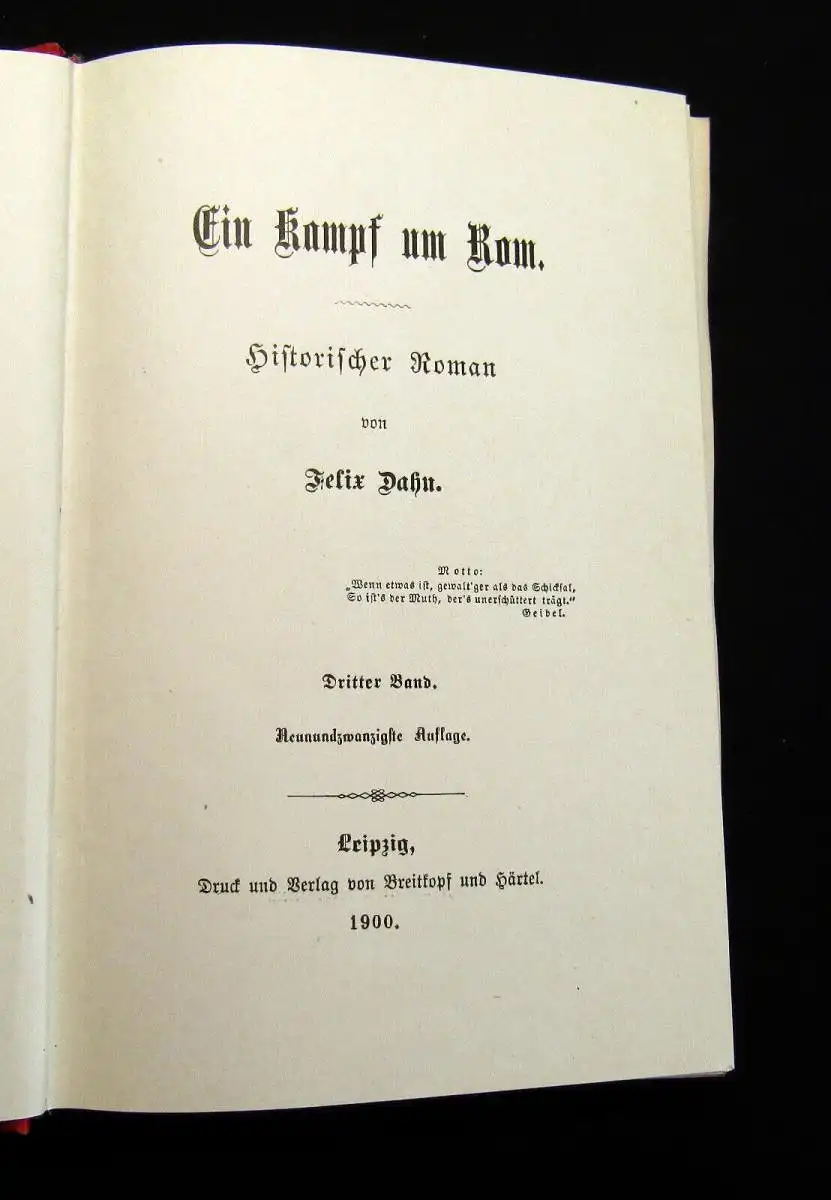 Ein Kampf um Rom.
Hiſtoriſcher Roman
von
Felix Dahn.
Motto:
„Wenn etwas iſt, gewalt'ger als das Schickſal,
So iſt's der Muth, der's unerſchüttert trägt.“
Geibel.
Dritter Band.
Neunundzwanzigſte Auflage.
Leipzig,
Druck und Verlag von Breitkopf und Härtel.
1900.